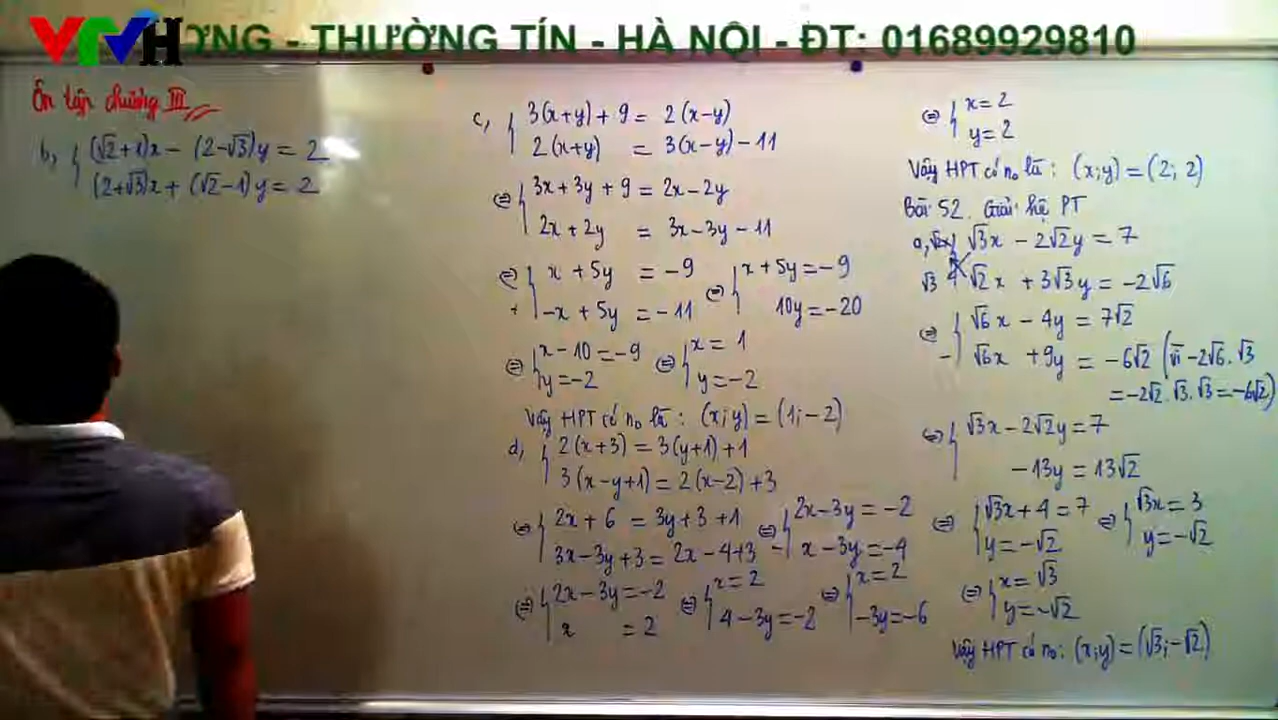 VTVH
ƠNG - THƯỜNG TÍN - HÀ NỘI - ĐT: 01689929810
Ôn tập chương III
b, { (√2+1)x - (2-√3)y = 2
(2+√3)x + (√2-1)y = 2
c, { 3(x+y) + 9 = 2(x-y)
2(x+y) = 3(x-y) - 11
⇔ { 3x + 3y + 9 = 2x - 2y
2x + 2y = 3x - 3y - 11
⇔ { x + 5y = -9 ⇔ { x + 5y = -9
+ -x + 5y = -11 10y = -20
⇔ { x - 10 = -9 ⇔ { x = 1
y = -2 y = -2
Vậy HPT có n₀ là : (x;y) = (1; -2)
d, { 2(x+3) = 3(y+1) + 1
3(x-y+1) = 2(x-2) + 3
⇔ { 2x + 6 = 3y + 3 + 1 ⇔ { 2x - 3y = -2
3x - 3y + 3 = 2x - 4 + 3 - x - 3y = -4
⇔ { 2x - 3y = -2 ⇔ { x = 2 ⇔ { x = 2
x = 2 4 - 3y = -2 -3y = -6
⇔ { x = 2
y = 2
Vậy HPT có n₀ là : (x;y) = (2; 2)
Bài 52. Giải hệ PT
a, √2x { √3x - 2√2y = 7
√3 x √2x + 3√3y = -2√6
⇔ { √6x - 4y = 7√2
- √6x + 9y = -6√2 (vì -2√6.√3
= -2√2.√3.√3 = -6√2)
⇔ { √3x - 2√2y = 7
-13y = 13√2
⇔ { √3x + 4 = 7 ⇔ { √3x = 3
y = -√2 y = -√2
⇔ { x = √3
y = -√2
Vậy HPT có n₀: (x;y) = (√3; -√2)